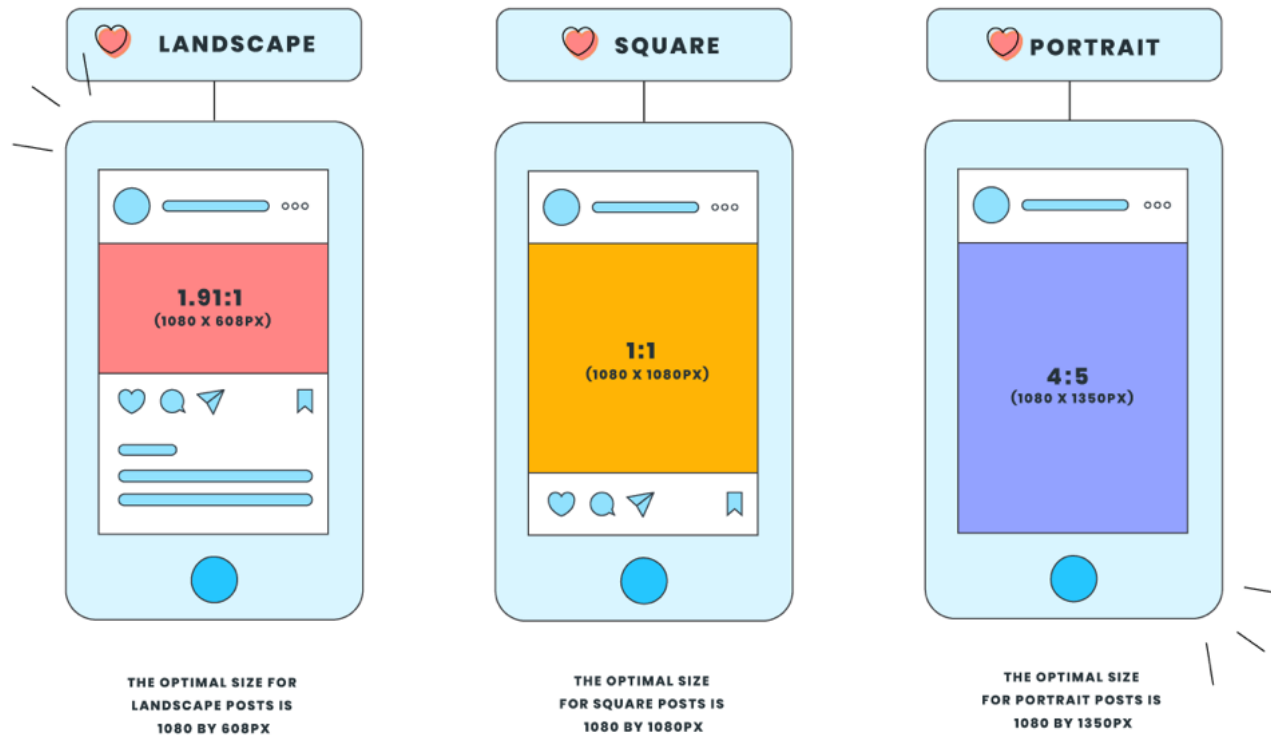 LANDSCAPE
SQUARE
PORTRAIT
1.91:1
(1080 X 608PX)
1:1
(1080 X 1080PX)
4:5
(1080 X 1350PX)
THE OPTIMAL SIZE FOR
LANDSCAPE POSTS IS
1080 BY 608PX
THE OPTIMAL SIZE
FOR SQUARE POSTS IS
1080 BY 1080PX
THE OPTIMAL SIZE
FOR PORTRAIT POSTS IS
1080 BY 1350PX